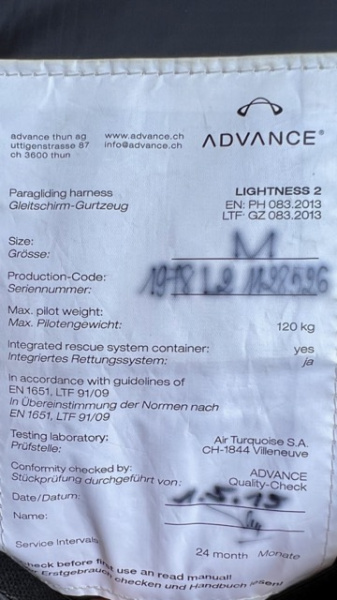 ADVANCE®
advance thun ag www.advance.ch
uttigenstrasse 87 info@advance.ch
ch 3600 thun
Paragliding harness LIGHTNESS 2
Gleitschirm-Gurtzeug EN: PH 083.2013
LTF: GZ 083.2013
Size: M
Grösse:
Production-Code:
Seriennummer:
Max. pilot weight:
Max. Pilotengewicht: 120 kg
Integrated rescue system container: yes
Integriertes Rettungssystem: ja
In accordance with guidelines of
EN 1651, LTF 91/09
In Übereinstimmung der Normen nach
EN 1651, LTF 91/09
Testing laboratory: Air Turquoise S.A.
Prüfstelle: CH-1844 Villeneuve
Conformity checked by: ADVANCE
Stückprüfung durchgeführt von: Quality-Check
Date/Datum:
Name:
Service Intervals 24 month Monate
check before first use an read manual!
Erstgebrauch checken und Handbuch lesen!